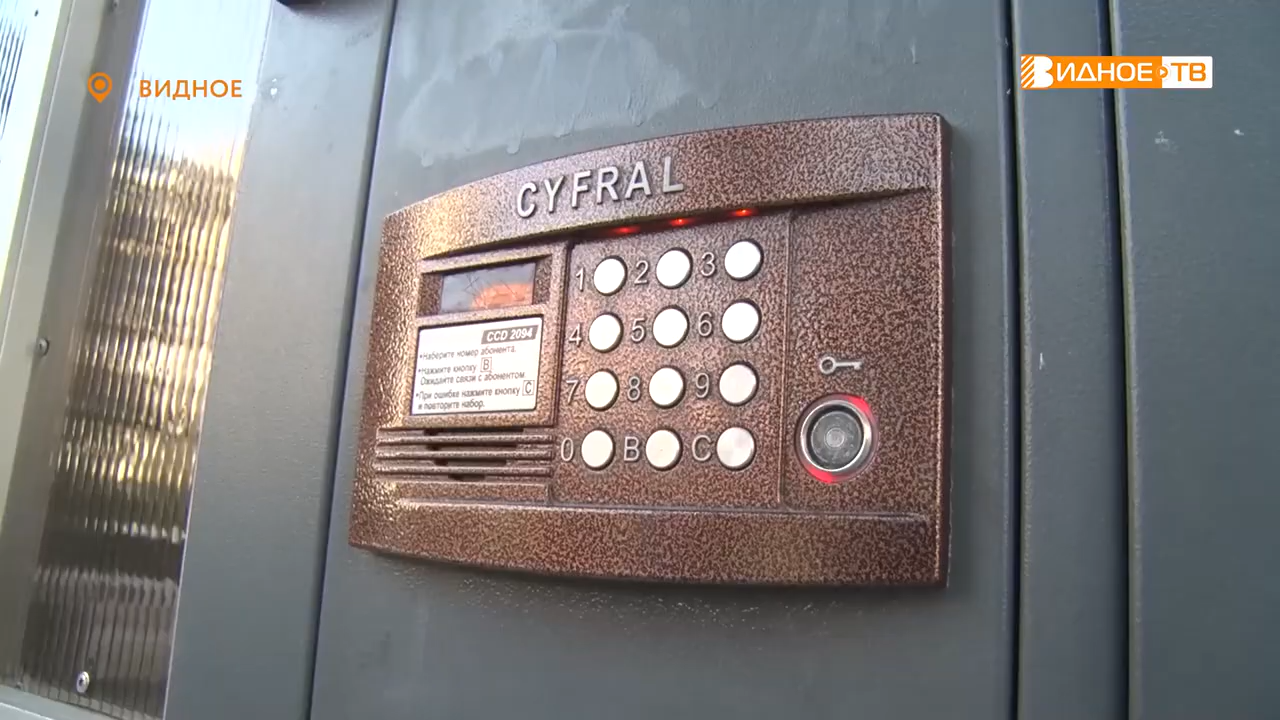 ВИДНОЕ
ВИДНОЕ ТВ
CYFRAL
CCD 2094
•Наберите номер абонента.
•Нажмите кнопку B
Ожидайте связи с абонентом
•При ошибке нажмите кнопку C
и повторите набор.
1 2 3
4 5 6
7 8 9
0 B C